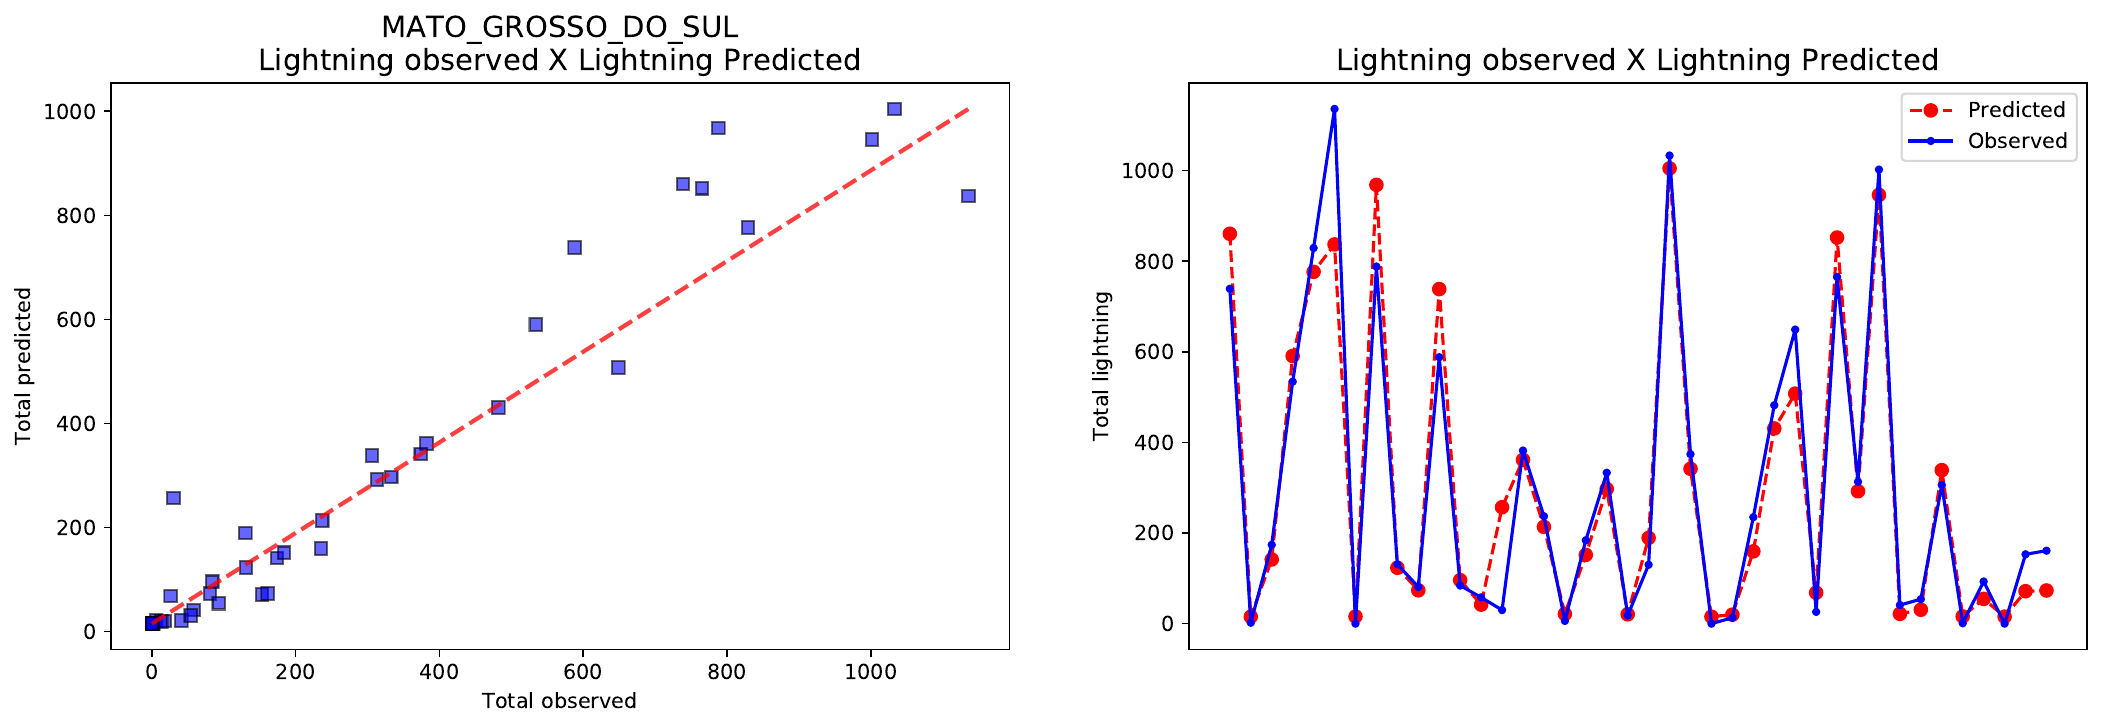 MATO_GROSSO_DO_SUL
Lightning observed X Lightning Predicted
Total predicted
1000
800
600
400
200
0
0 200 400 600 800 1000
Total observed
Lightning observed X Lightning Predicted
Total lightning
1000
800
600
400
200
0
Predicted
Observed